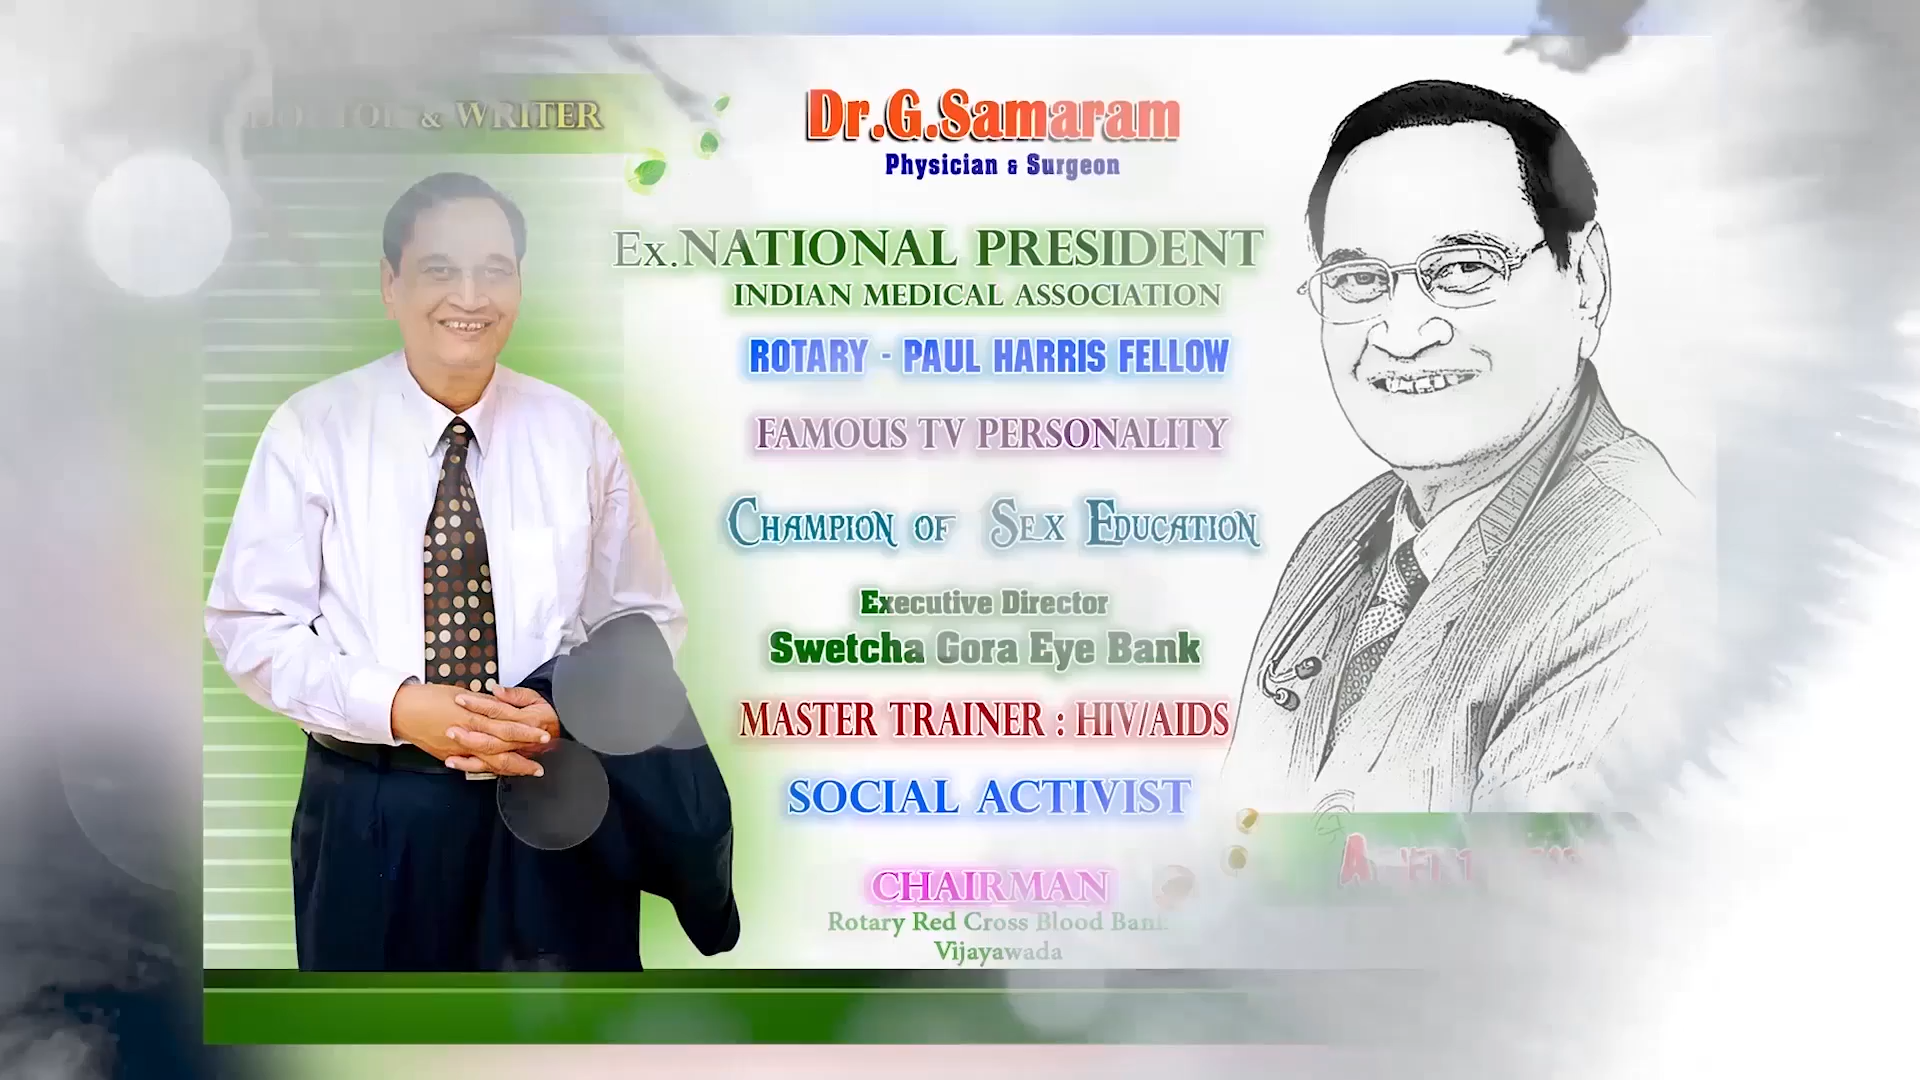 DOCTOR & WRITER
Dr.G.Samaram
Physician & Surgeon
Ex.NATIONAL PRESIDENT
INDIAN MEDICAL ASSOCIATION
ROTARY - PAUL HARRIS FELLOW
FAMOUS TV PERSONALITY
CHAMPION OF SEX EDUCATION
Executive Director
Swetcha Gora Eye Bank
MASTER TRAINER : HIV/AIDS
SOCIAL ACTIVIST
CHAIRMAN
Rotary Red Cross Blood Bank
Vijayawada